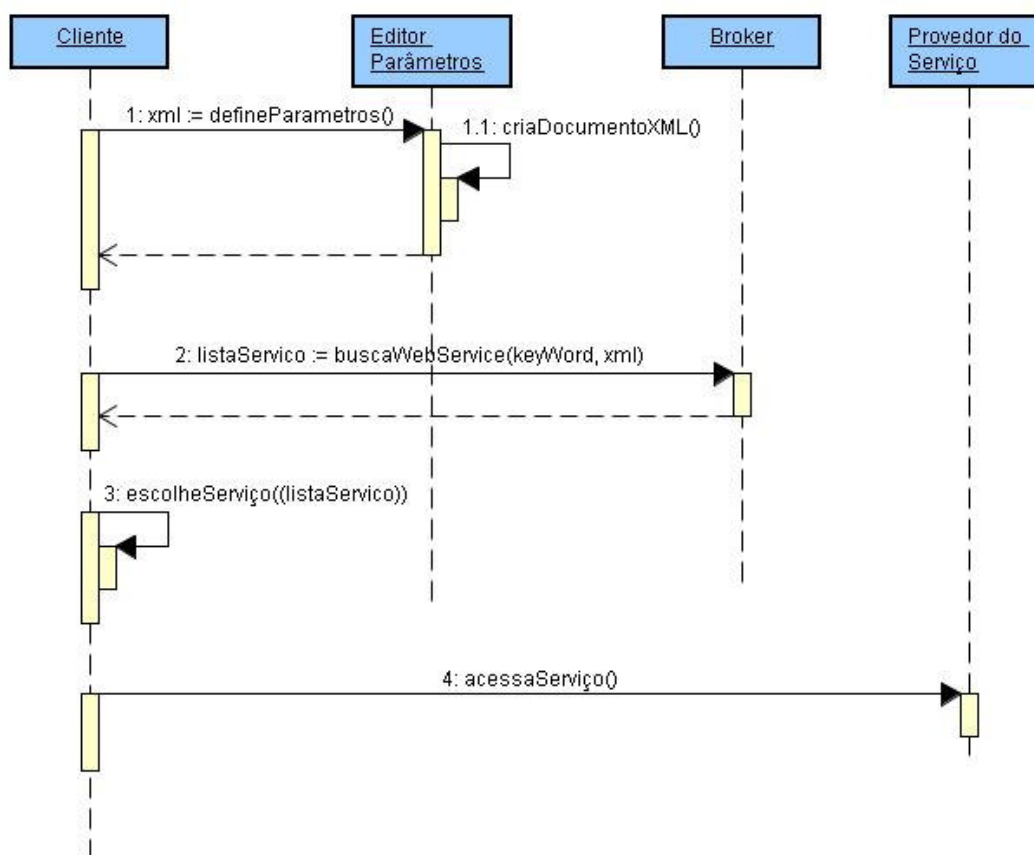 Cliente
Editor
Parâmetros
Broker
Provedor do
Serviço
1: xml := defineParametros()
1.1: criaDocumentoXML()
2: listaServico := buscaWebService(keyWord, xml)
3: escolheServiço((listaServico))
4: acessaServiço()